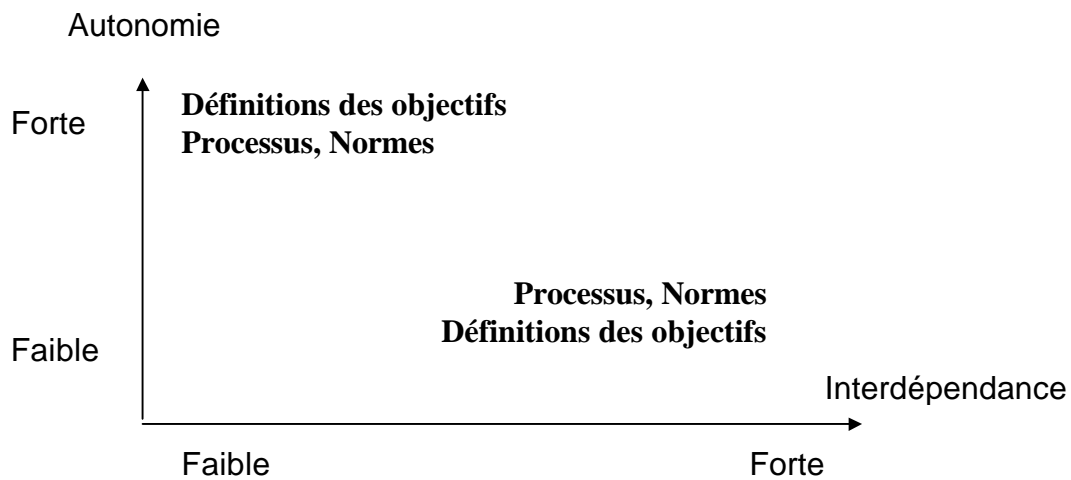 Autonomie
Forte
Définitions des objectifs
Processus, Normes
Processus, Normes
Définitions des objectifs
Faible
Interdépendance
Faible
Forte